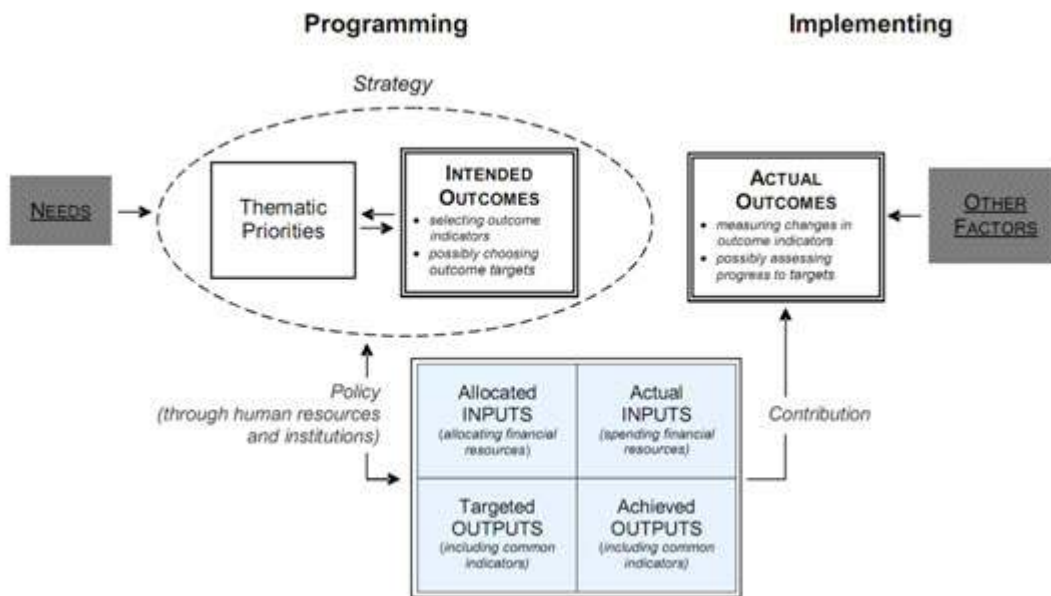 Programming
Implementing
Strategy
NEEDS
Thematic
Priorities
INTENDED
OUTCOMES
• selecting outcome
indicators
• possibly choosing
outcome targets
ACTUAL
OUTCOMES
• measuring changes in
outcome indicators
• possibly assessing
progress to targets
OTHER
FACTORS
Policy
(through human resources
and institutions)
Allocated
INPUTS
(allocating financial
resources)
Actual
INPUTS
(spending financial
resources)
Targeted
OUTPUTS
(including common
indicators)
Achieved
OUTPUTS
(including common
indicators)
Contribution